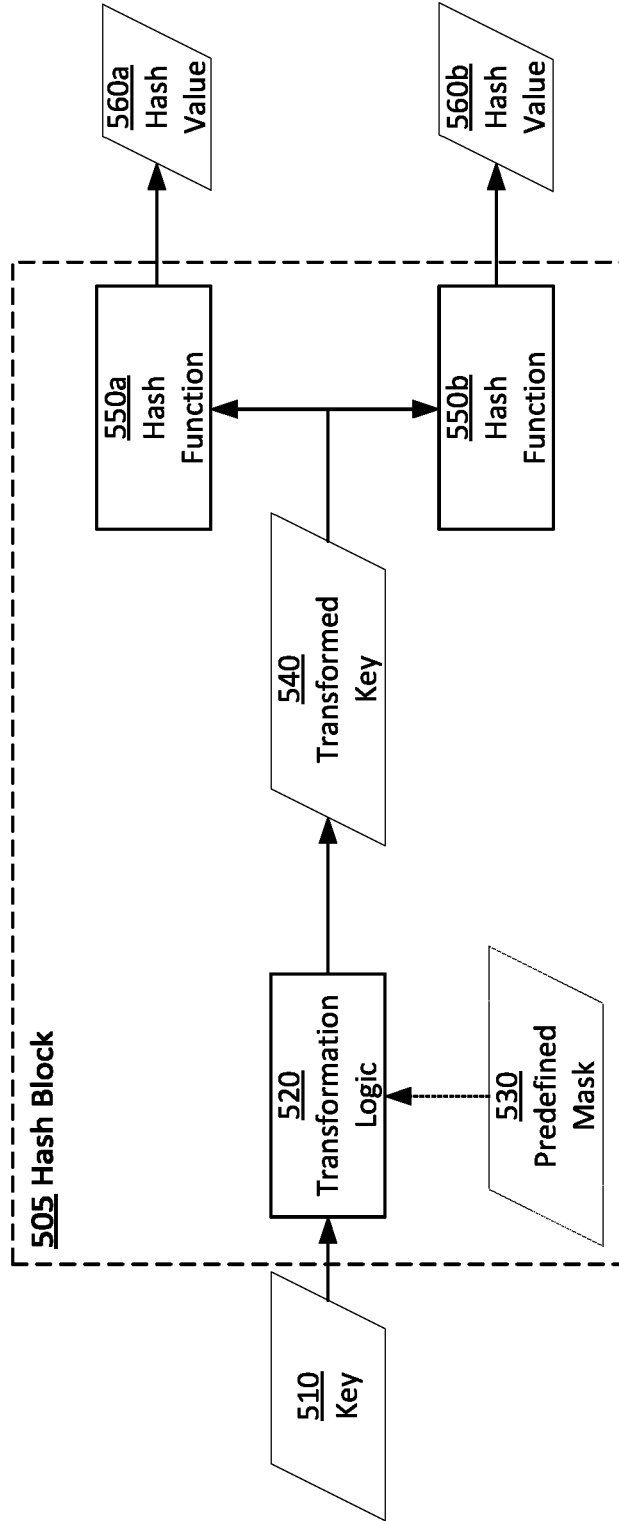 505 Hash Block
510
Key
520
Transformation
Logic
530
Predefined
Mask
540
Transformed
Key
550a
Hash
Function
550b
Hash
Function
560a
Hash
Value
560b
Hash
Value